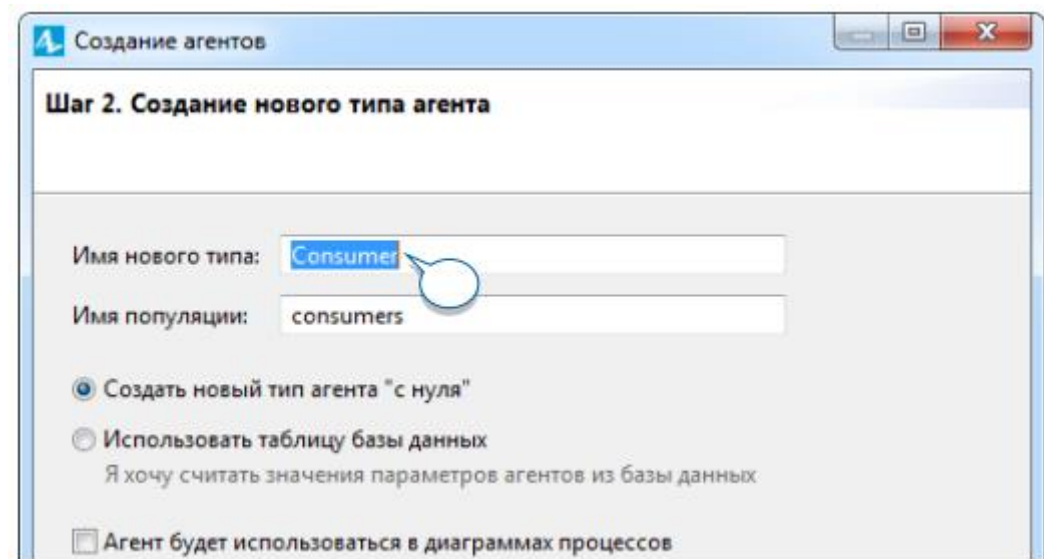 Создание агентов
Шаг 2. Создание нового типа агента
Имя нового типа: Consumer
Имя популяции: consumers
Создать новый тип агента "с нуля"
Использовать таблицу базы данных
Я хочу считать значения параметров агентов из базы данных
Агент будет использоваться в диаграммах процессов